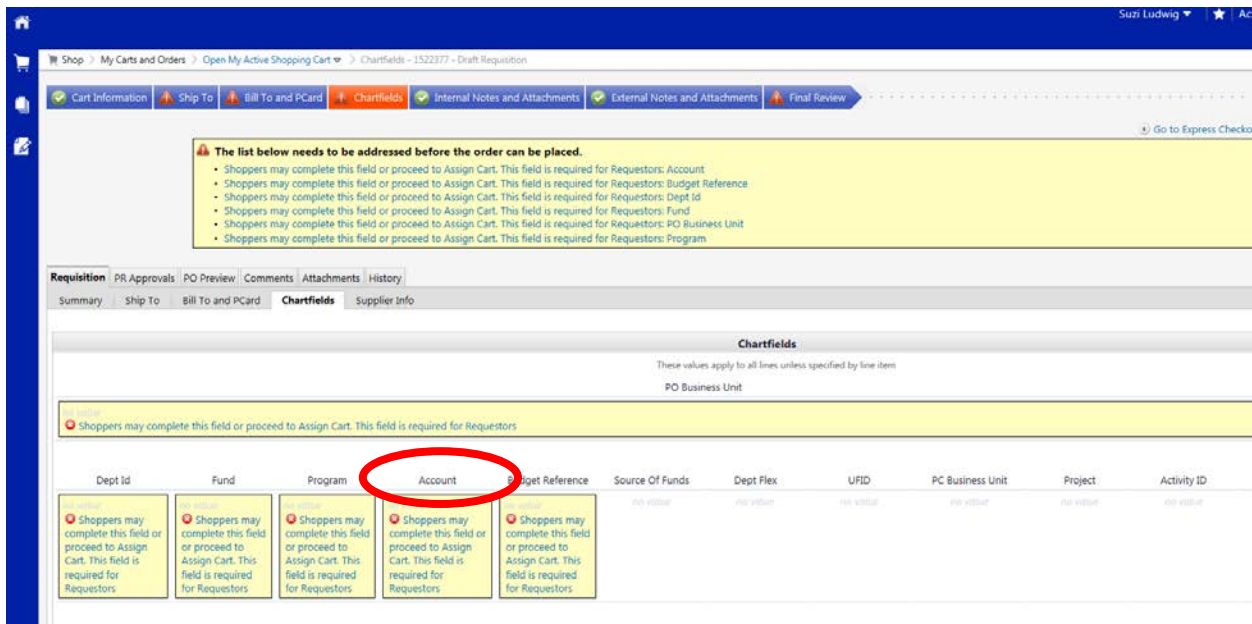 Suzi Ludwig
Shop > My Carts and Orders > Open My Active Shopping Cart > Chartfields - 1522377 - Draft Requisition
Cart Information Ship To Bill To and PCard Chartfields Internal Notes and Attachments External Notes and Attachments Final Review
Go to Express Checko
The list below needs to be addressed before the order can be placed.
• Shoppers may complete this field or proceed to Assign Cart. This field is required for Requestors: Account
• Shoppers may complete this field or proceed to Assign Cart. This field is required for Requestors: Budget Reference
• Shoppers may complete this field or proceed to Assign Cart. This field is required for Requestors: Dept Id
• Shoppers may complete this field or proceed to Assign Cart. This field is required for Requestors: Fund
• Shoppers may complete this field or proceed to Assign Cart. This field is required for Requestors: PO Business Unit
• Shoppers may complete this field or proceed to Assign Cart. This field is required for Requestors: Program
Requisition PR Approvals PO Preview Comments Attachments History
Summary Ship To Bill To and PCard Chartfields Supplier Info
Chartfields
These values apply to all lines unless specified by line item
PO Business Unit
no value
Shoppers may complete this field or proceed to Assign Cart. This field is required for Requestors
Dept Id Fund Program Account Budget Reference Source Of Funds Dept Flex UFID PC Business Unit Project Activity ID
no value no value no value no value no value no value no value no value no value no value no value
Shoppers may Shoppers may Shoppers may Shoppers may Shoppers may
complete this field or complete this field complete this field complete this field or complete this field
proceed to Assign or proceed to or proceed to proceed to Assign or proceed to
Cart. This field is Assign Cart. This Assign Cart. This Cart. This field is Assign Cart. This
required for field is required field is required required for field is required
Requestors for Requestors for Requestors Requestors for Requestors